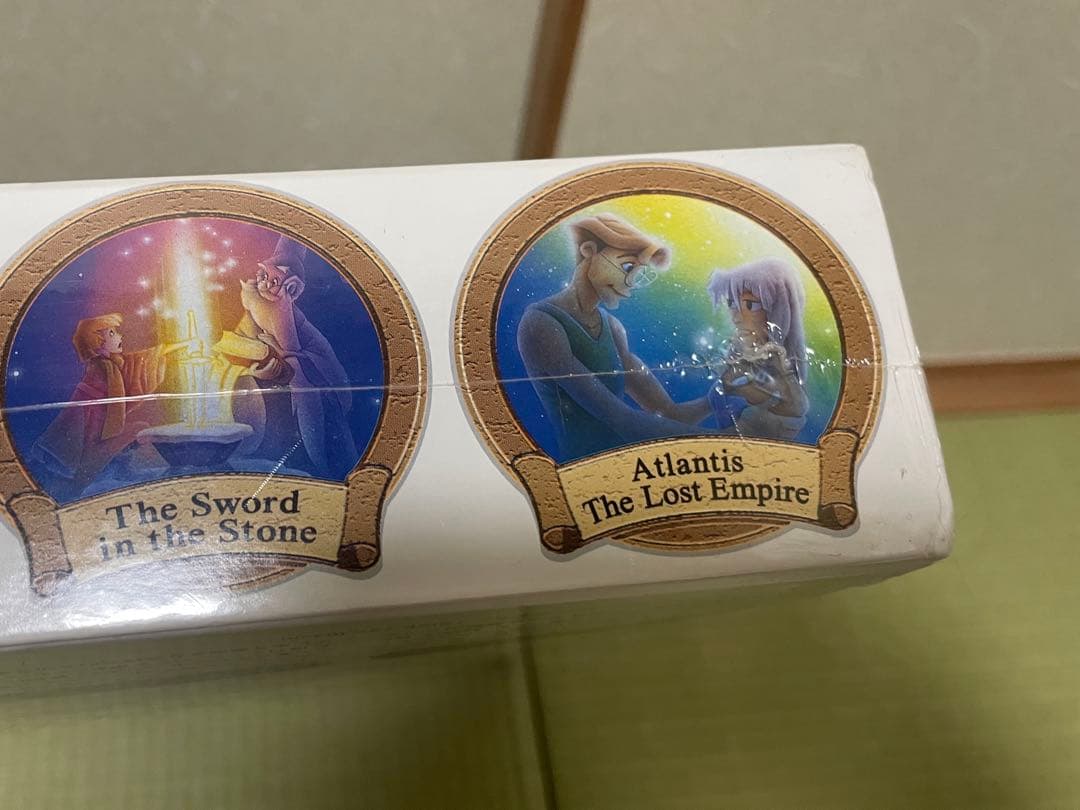 The Sword
in the Stone
Atlantis
The Lost Empire